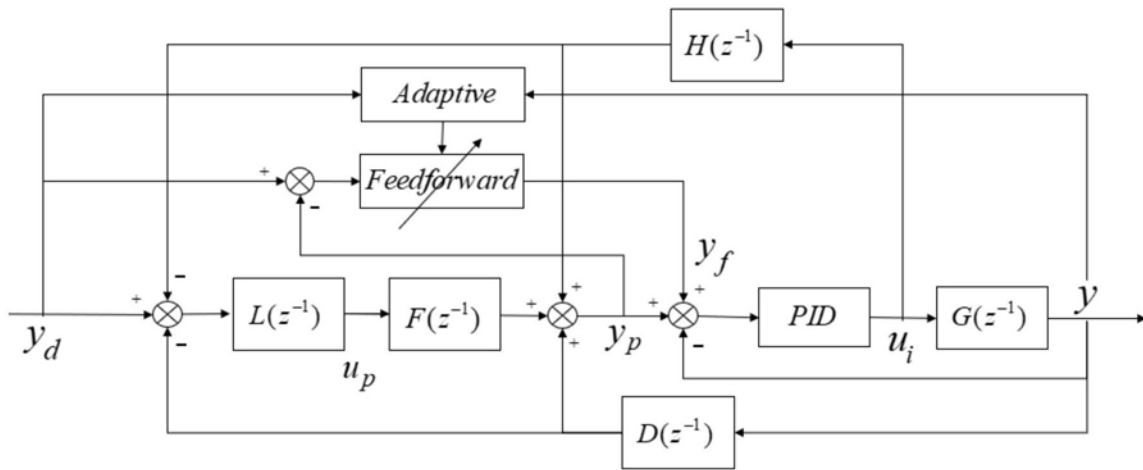 H(z⁻¹)
Adaptive
+
Feedforward
-
y_f
-
+
+
+
+
L(z⁻¹)
F(z⁻¹)
+
PID
G(z⁻¹)
y
-
+
-
y_d
u_p
y_p
u_i
D(z⁻¹)